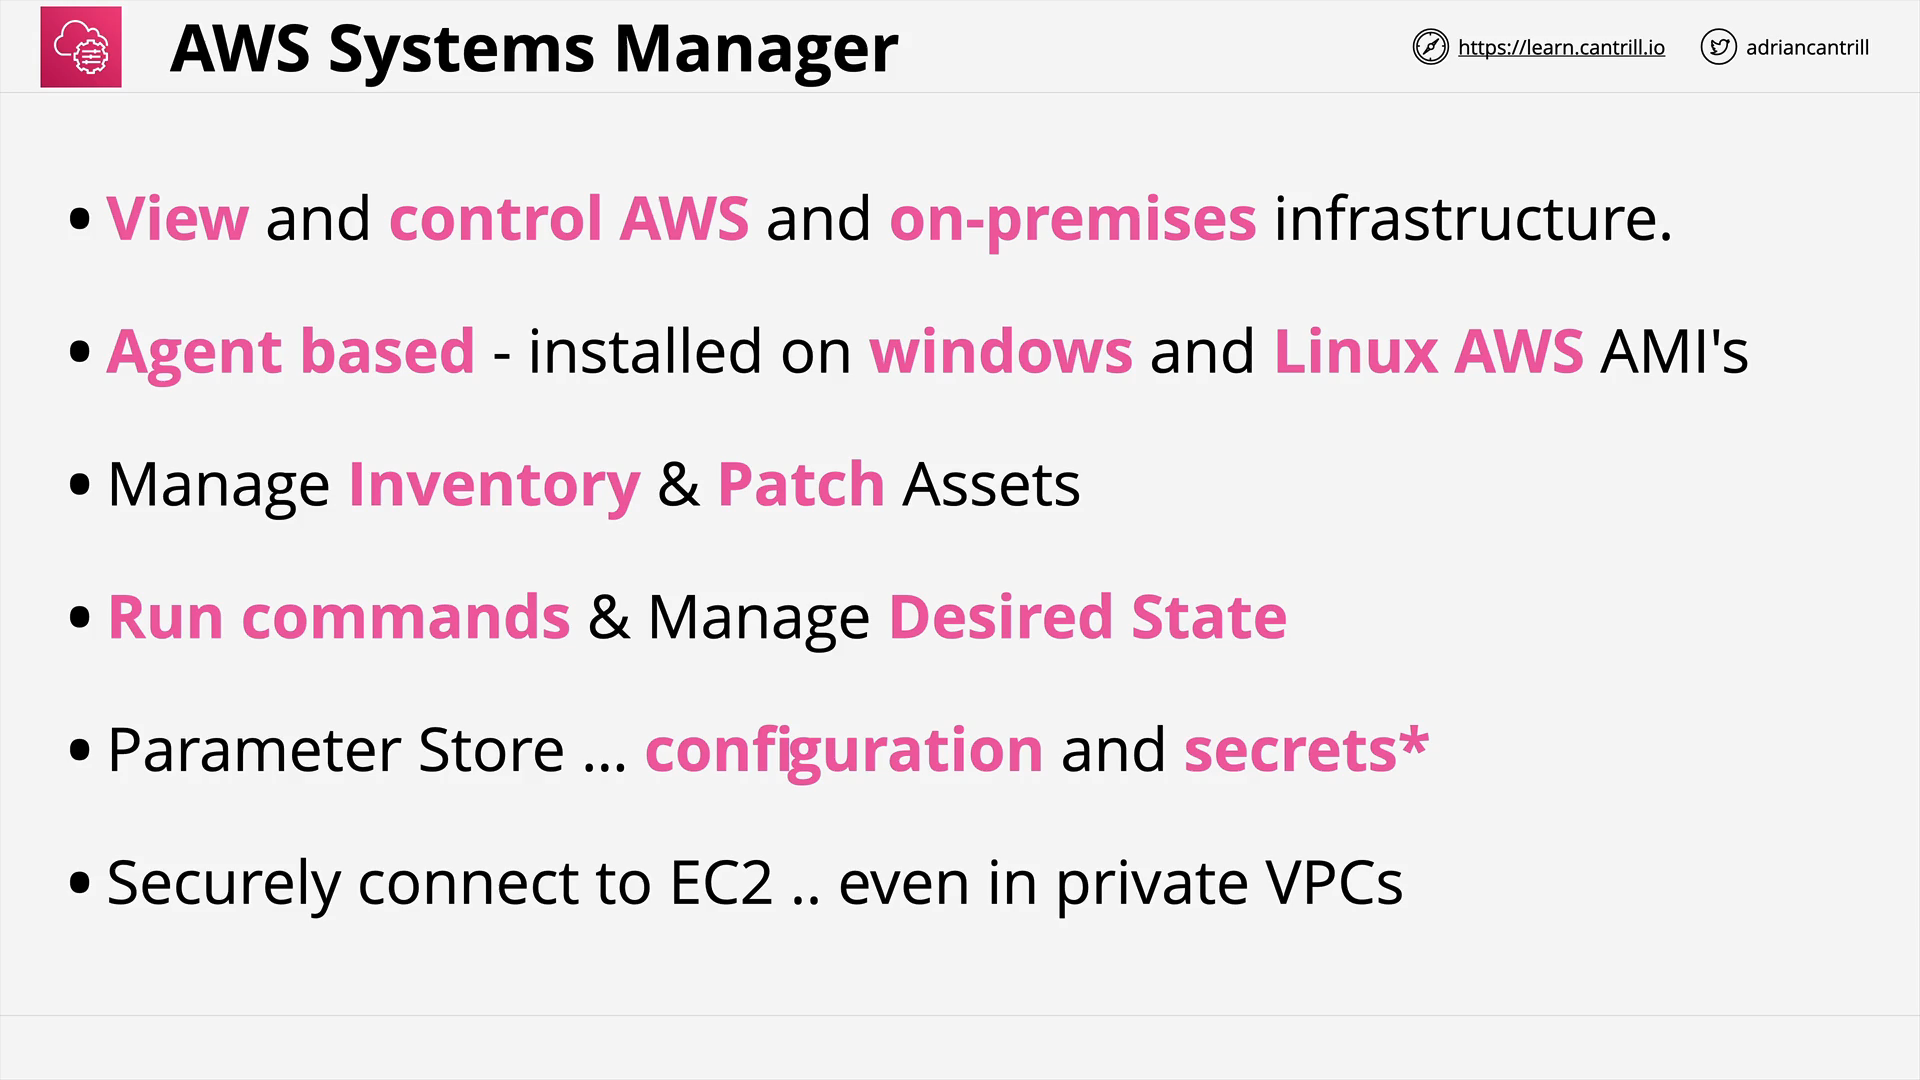 AWS Systems Manager
https://learn.cantrill.io
adriancantrill
• View and control AWS and on-premises infrastructure.
• Agent based - installed on windows and Linux AWS AMI's
• Manage Inventory & Patch Assets
• Run commands & Manage Desired State
• Parameter Store ... configuration and secrets*
• Securely connect to EC2 .. even in private VPCs